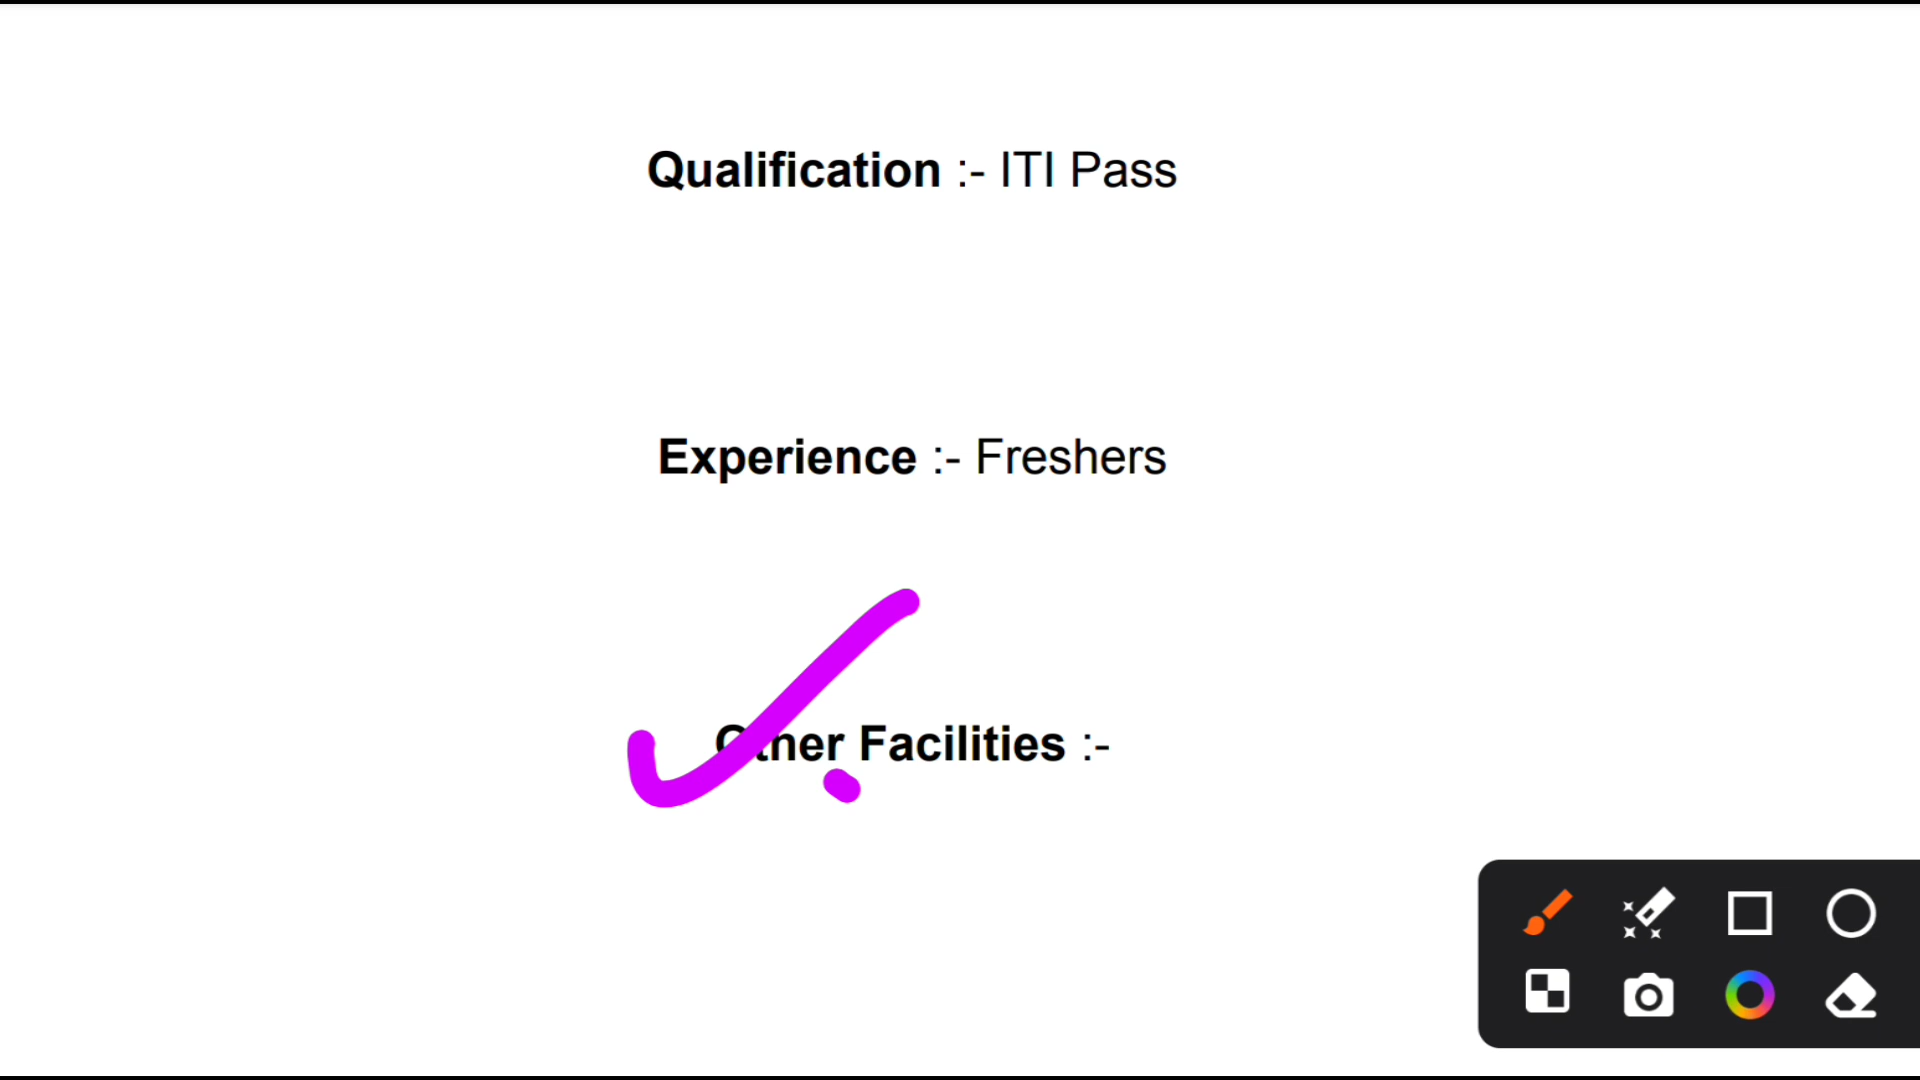 Qualification :- ITI Pass
Experience :- Freshers
Other Facilities :-